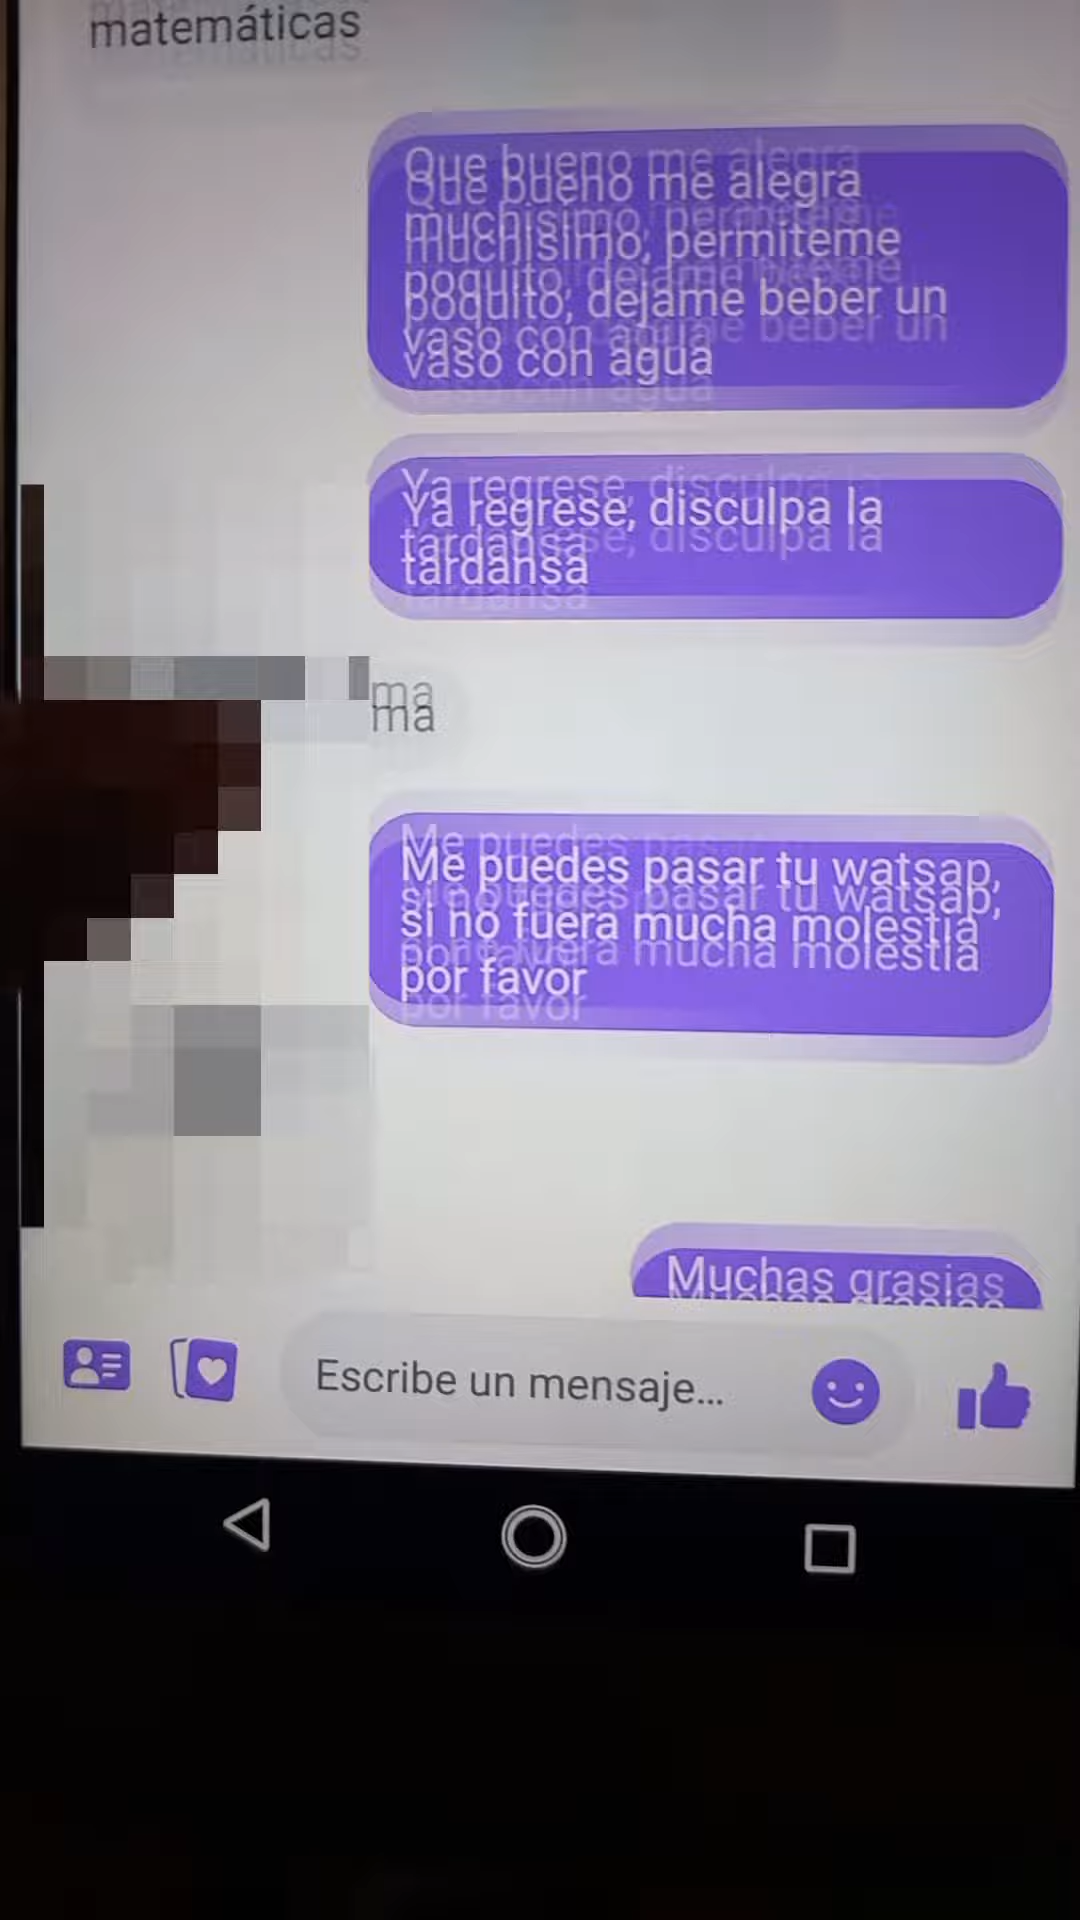 matemáticas
Que bueno me alegra
muchisimo, permiteme
poquito, dejame beber un
vaso con agua
Ya regrese, disculpa la
tardansa
ma
Me puedes pasar tu watsap,
si no fuera mucha molestia
por favor
Muchas grasias
Escribe un mensaje...